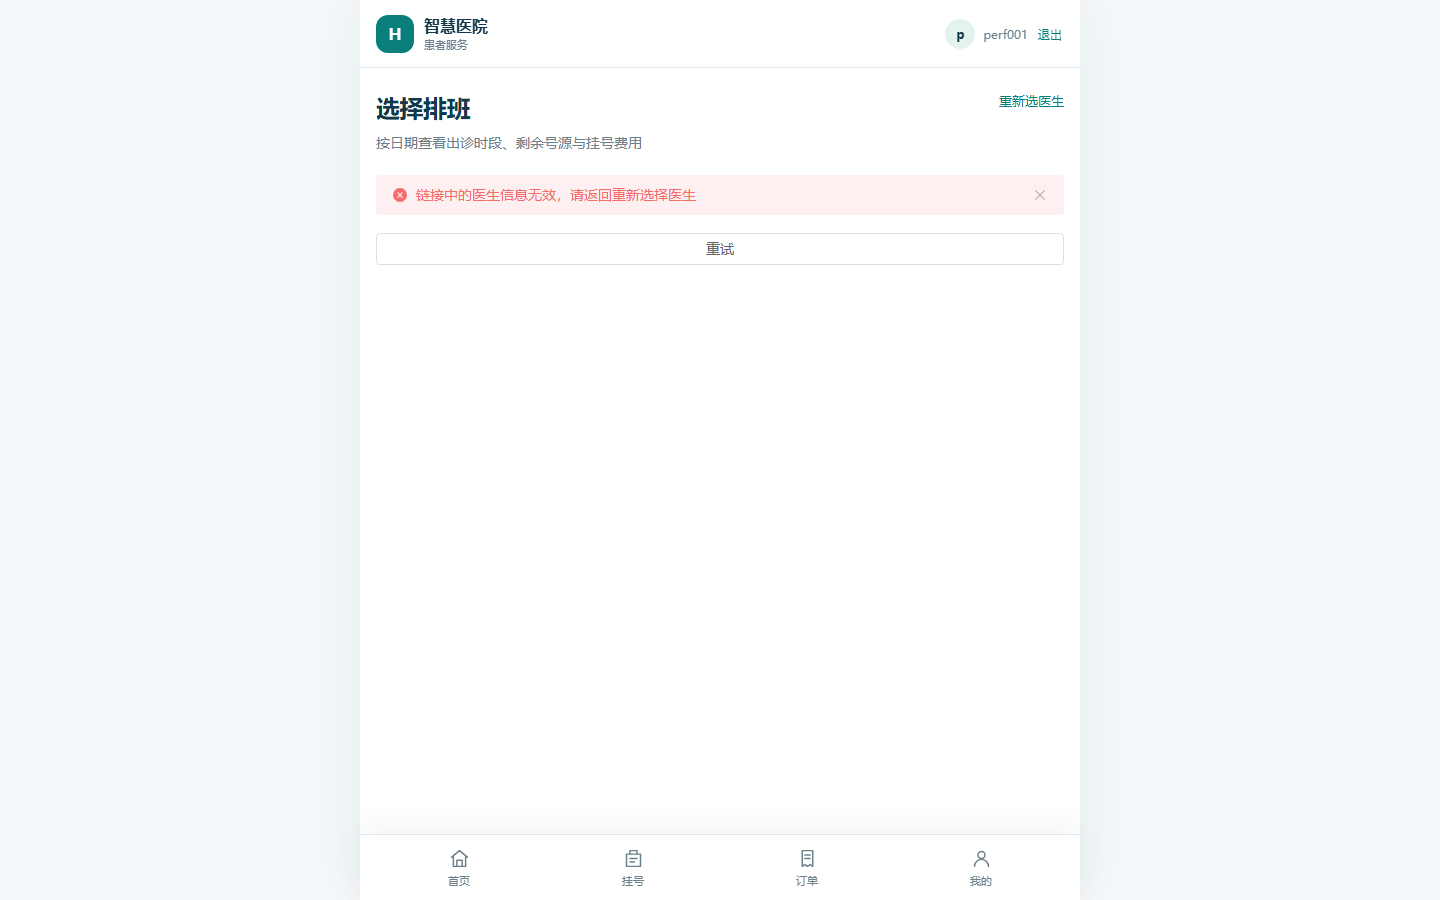 H
智慧医院
患者服务
p
perf001
退出
选择排班
重新选医生
按日期查看出诊时段、剩余号源与挂号费用
链接中的医生信息无效，请返回重新选择医生
重试
首页
挂号
订单
我的